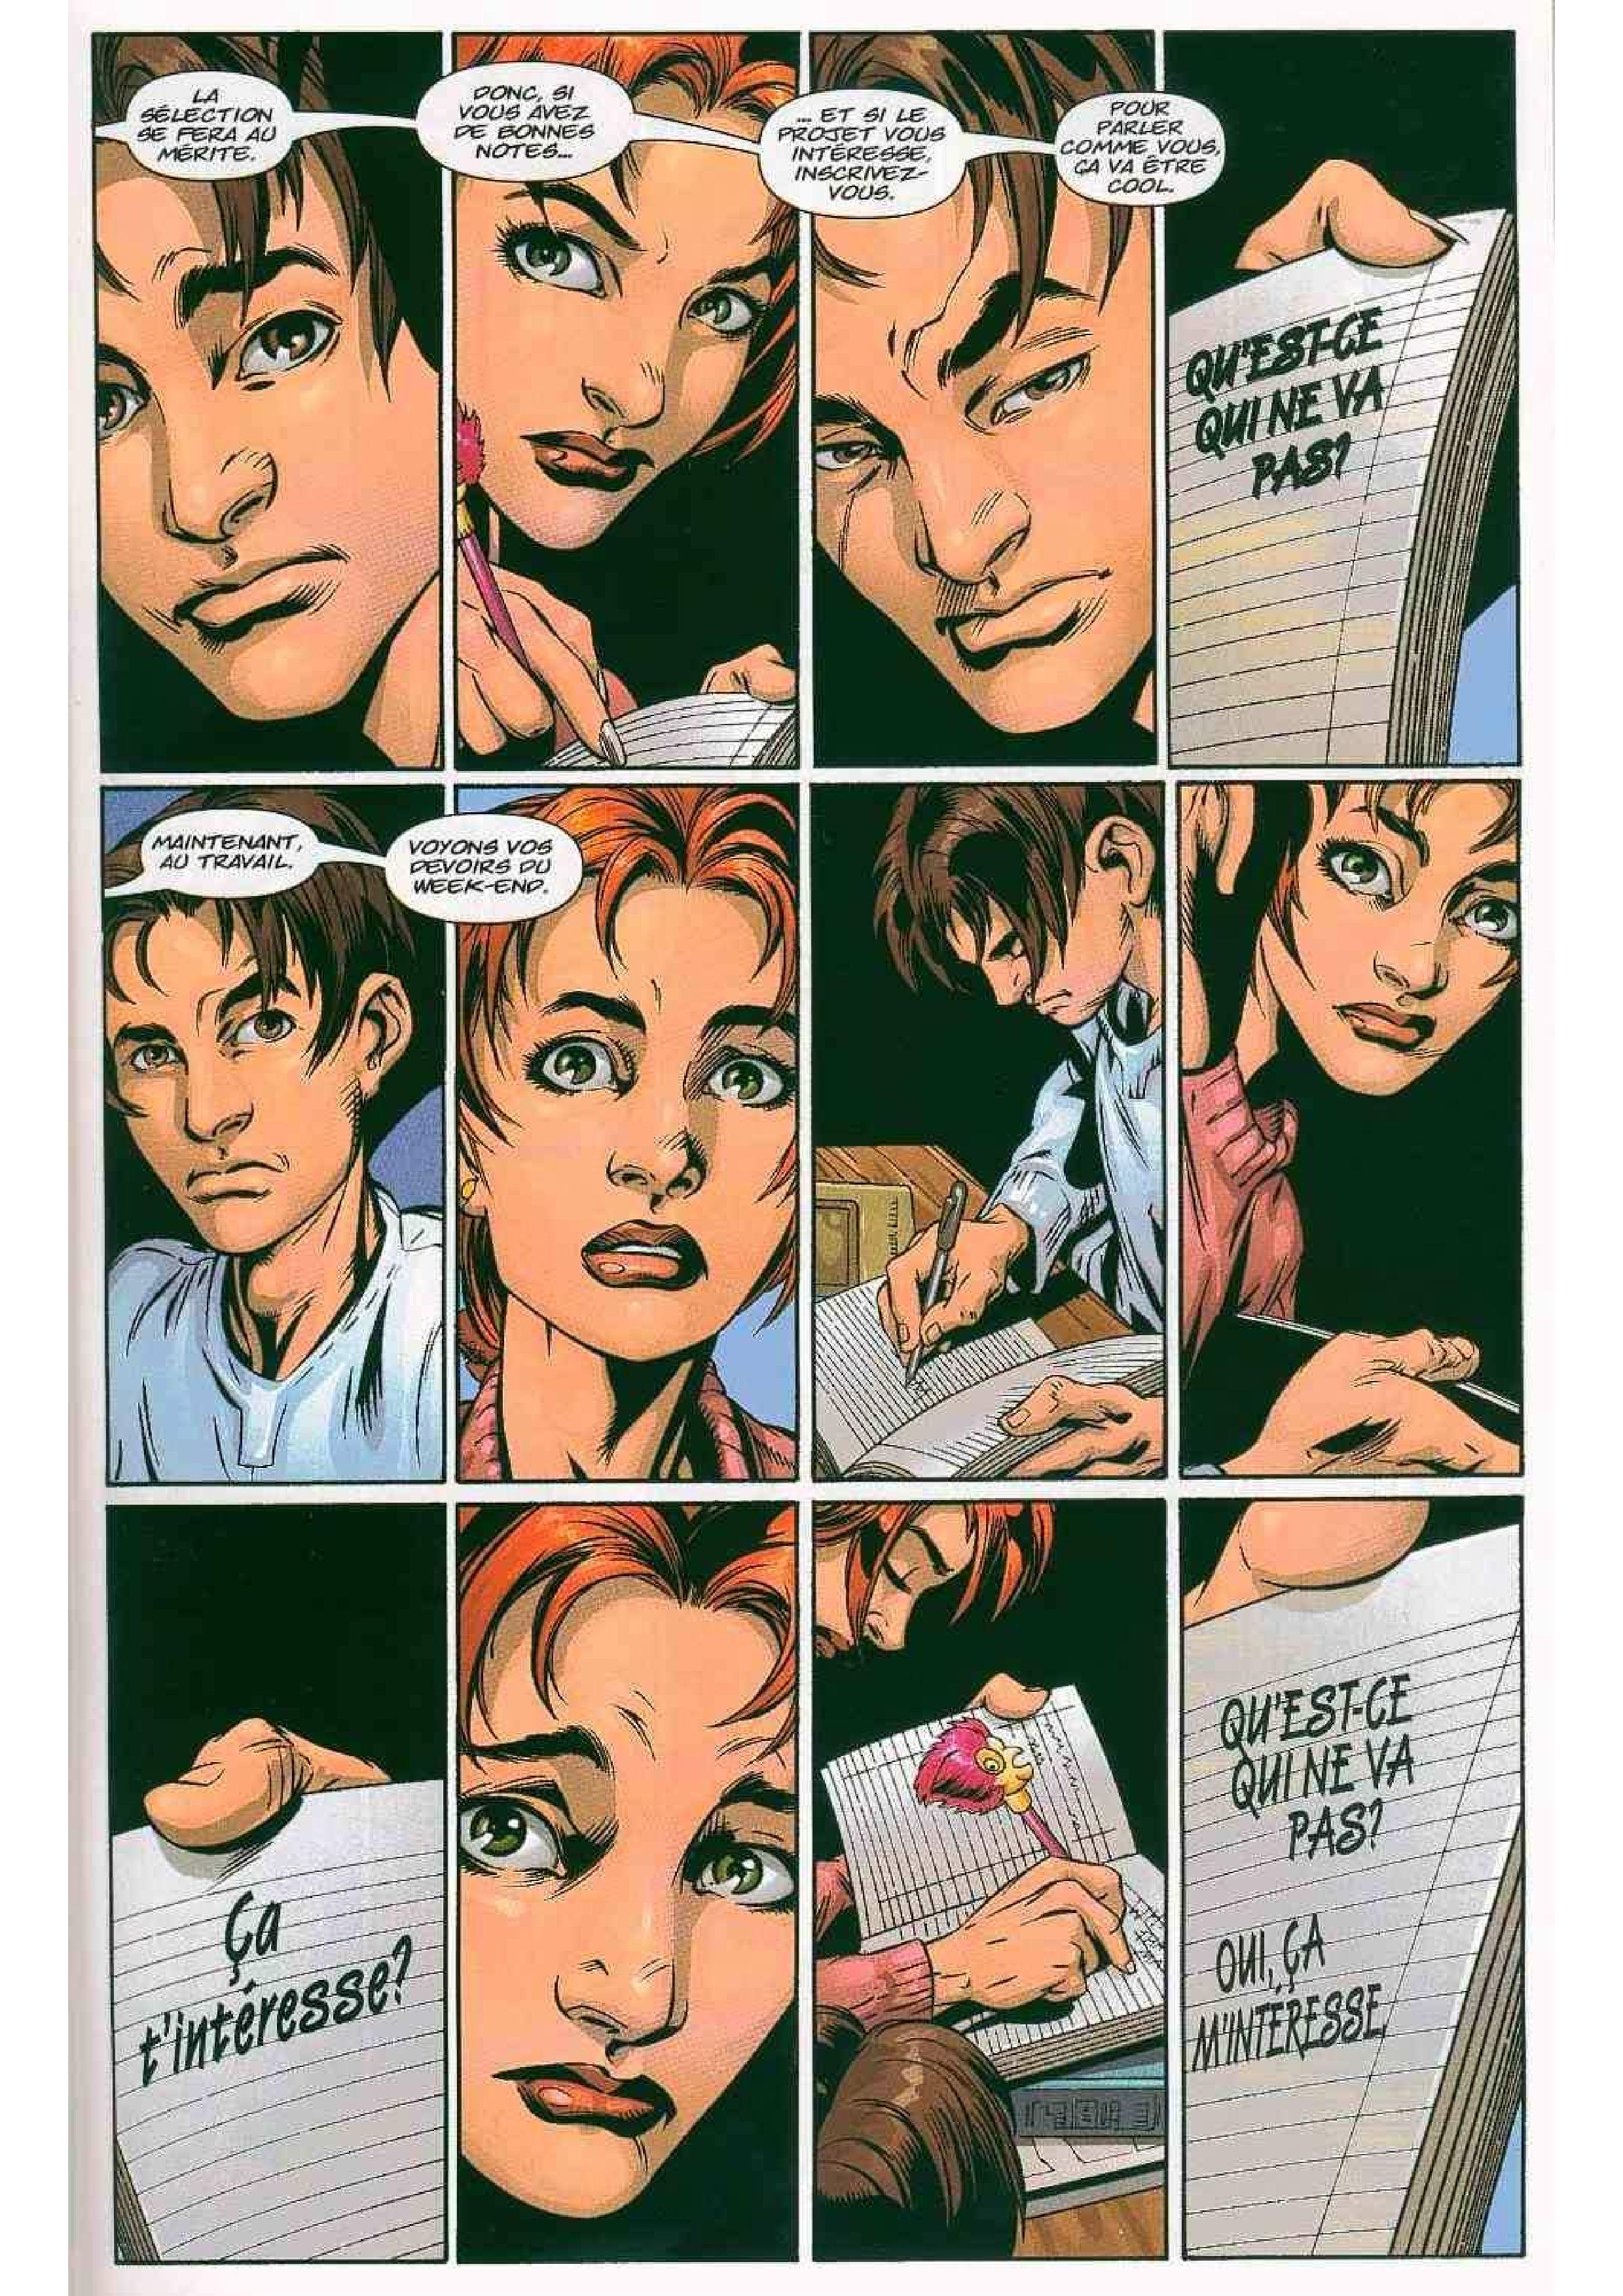 LA
SÉLECTION
SE FERA AU
MÉRITE.
DONC, SI
VOUS AVEZ
DE BONNES
NOTES...
... ET SI LE
PROJET VOUS
INTÉRESSE,
INSCRIVEZ-
VOUS.
POUR
PARLER
COMME VOUS,
ÇA VA ÊTRE
COOL.
QU'EST-CE
QUI NE VA
PAS?
MAINTENANT,
AU TRAVAIL.
VOYONS VOS
DEVOIRS DU
WEEK-END.
Ça
t'intéresse?
QU'EST-CE
QUI NE VA
PAS?
OUI, ÇA
M'INTÉRESSE.